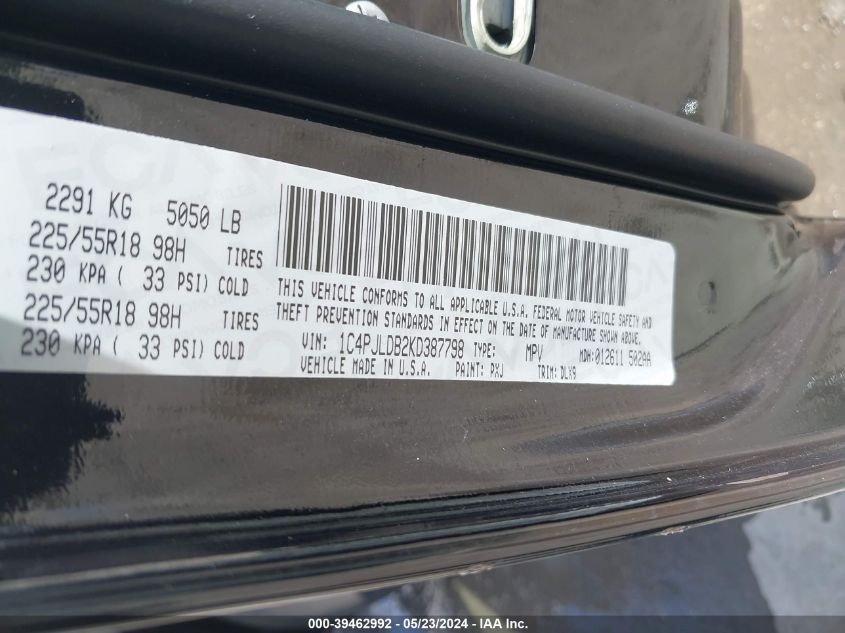 2291 KG 5050 LB
225/55R18 98H TIRES
230 KPA ( 33 PSI) COLD
225/55R18 98H TIRES
230 KPA ( 33 PSI) COLD
THIS VEHICLE CONFORMS TO ALL APPLICABLE U.S.A. FEDERAL MOTOR VEHICLE SAFETY AND
THEFT PREVENTION STANDARDS IN EFFECT ON THE DATE OF MANUFACTURE SHOWN ABOVE.
VIN: 1C4PJLDB2KD387798 TYPE: MPV MDH: 012611 502AA
VEHICLE MADE IN U.S.A. PAINT: PXJ TRIM: DLX9
000-39462992 - 05/23/2024 - IAA Inc.